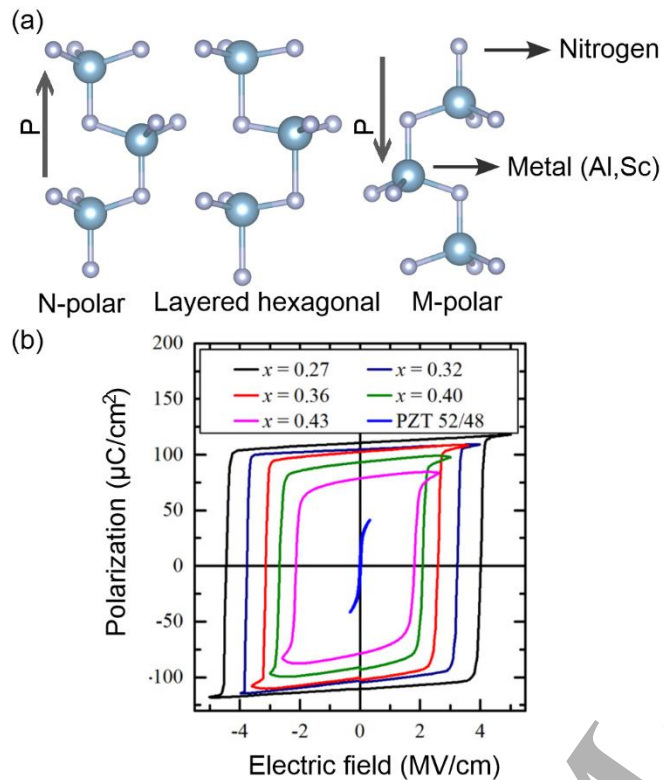 (a)
P
P
Nitrogen
Metal (Al,Sc)
N-polar
Layered hexagonal
M-polar
(b)
x = 0.27
x = 0.32
x = 0.36
x = 0.40
x = 0.43
PZT 52/48
200
150
100
50
0
-50
-100
Polarization (µC/cm²)
-4
-2
0
2
4
Electric field (MV/cm)